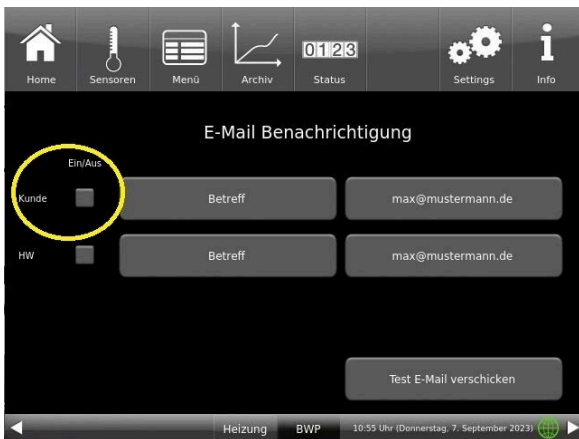 0123
Home Sensoren Menü Archiv Status Settings Info
E-Mail Benachrichtigung
Ein/Aus
Kunde Betreff max@mustermann.de
HW Betreff max@mustermann.de
Test E-Mail verschicken
Heizung BWP 10:55 Uhr (Donnerstag, 7. September 2023)